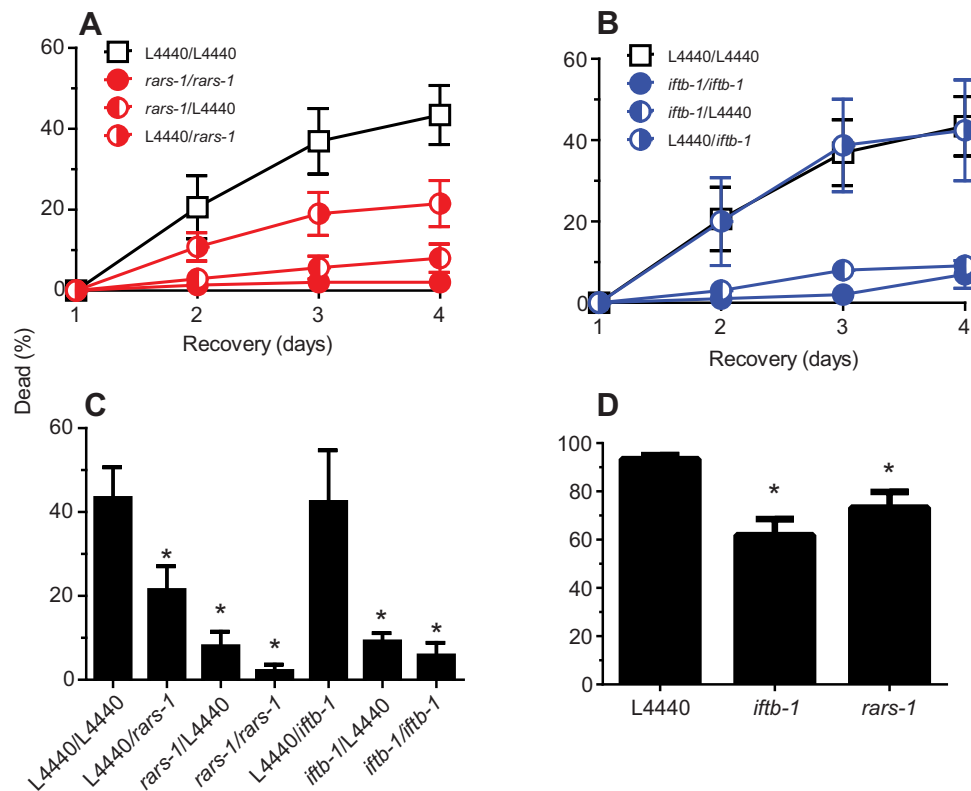 A
L4440/L4440
rars-1/rars-1
rars-1/L4440
L4440/rars-1
60
40
20
0
1 2 3 4
Recovery (days)
B
L4440/L4440
iftb-1/iftb-1
iftb-1/L4440
L4440/iftb-1
60
40
20
0
1 2 3 4
Recovery (days)
Dead (%)
C
60
40
20
0
L4440/L4440
L4440/rars-1
rars-1/L4440
rars-1/rars-1
L4440/iftb-1
iftb-1/L4440
iftb-1/iftb-1
* * * * *
D
100
80
60
40
20
0
* *
L4440 iftb-1 rars-1